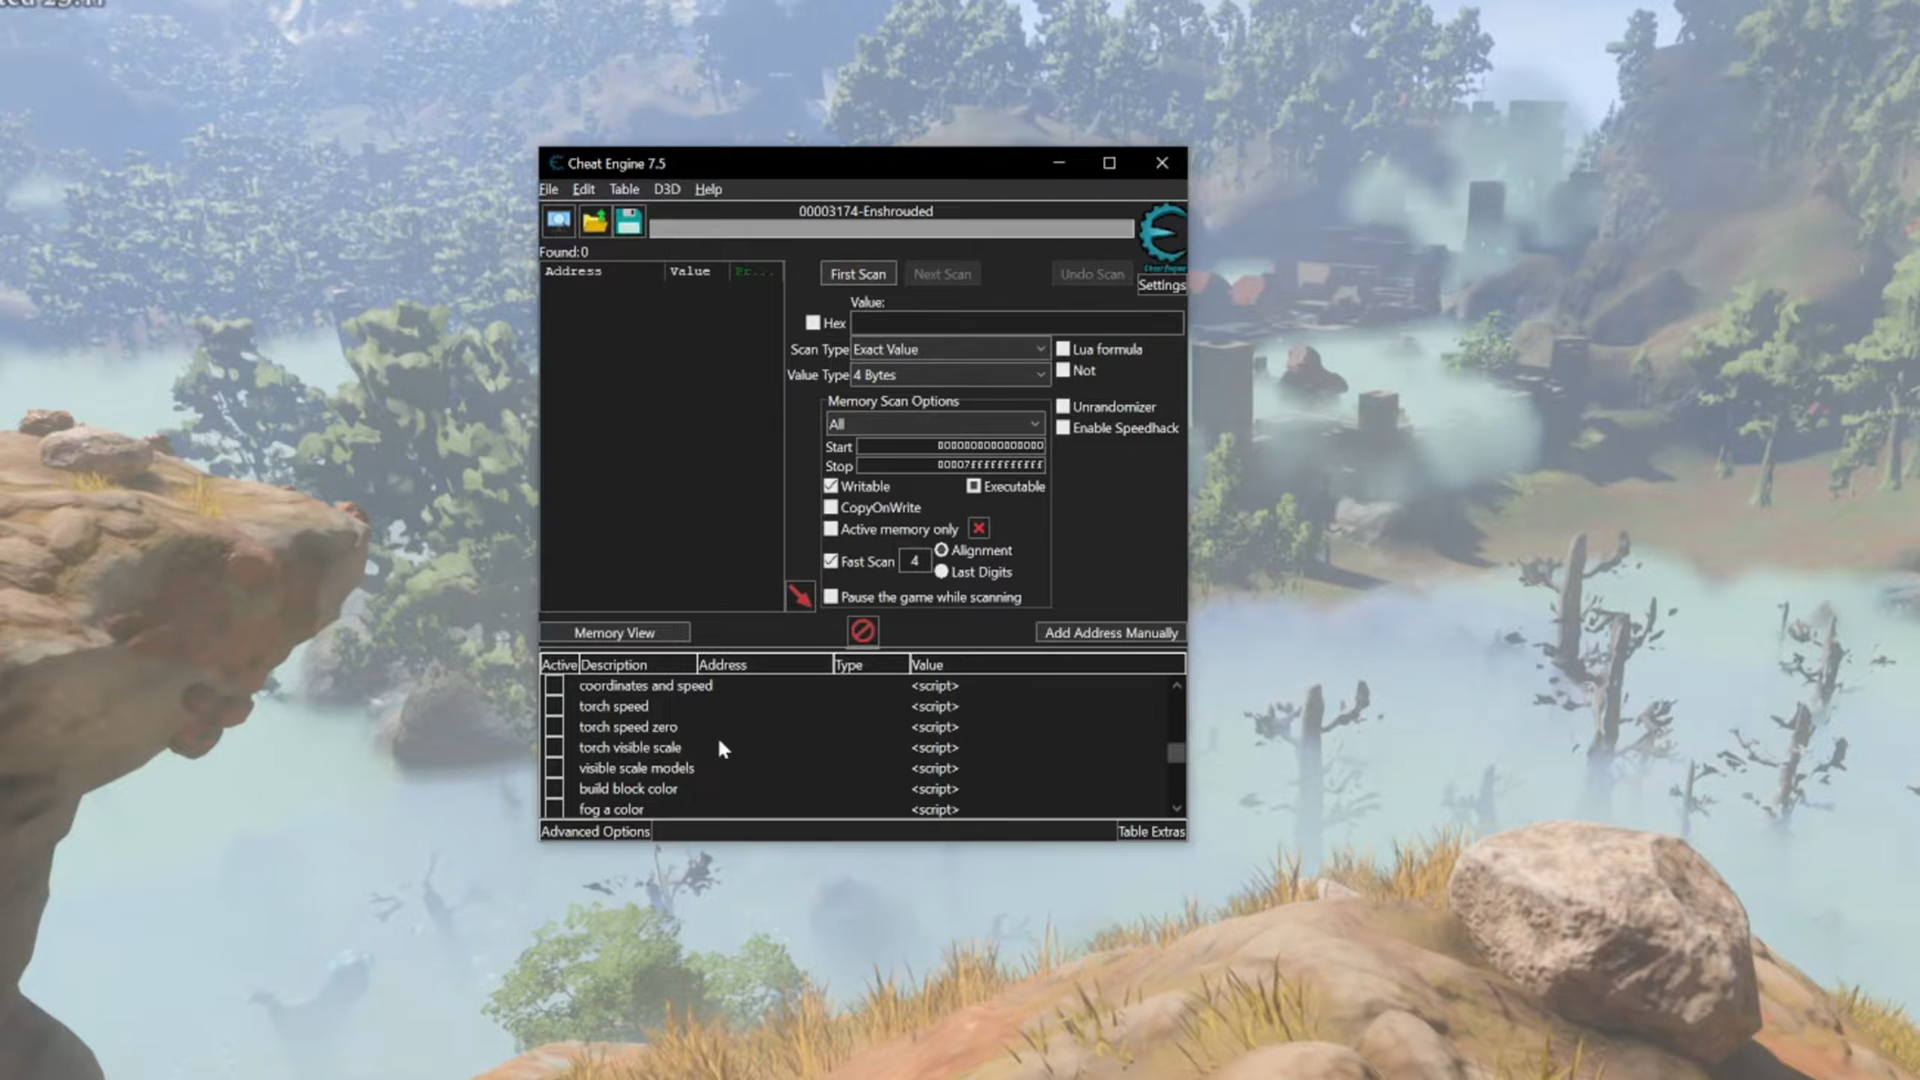 Cheat Engine 7.5
File Edit Table D3D Help
00003174-Enshrouded
Found:0
Address Value Pr...
First Scan Next Scan Undo Scan
Cheat Engine
Settings
Value:
Hex
Scan Type Exact Value
Lua formula
Value Type 4 Bytes
Not
Memory Scan Options
All
Unrandomizer
Enable Speedhack
Start 0000000000000000
Stop 00007fffffffffff
Writable Executable
CopyOnWrite
Active memory only
Fast Scan 4 Alignment
Last Digits
Pause the game while scanning
Memory View Add Address Manually
Active Description Address Type Value
coordinates and speed <script>
torch speed <script>
torch speed zero <script>
torch visible scale <script>
visible scale models <script>
build block color <script>
fog a color <script>
Advanced Options Table Extras